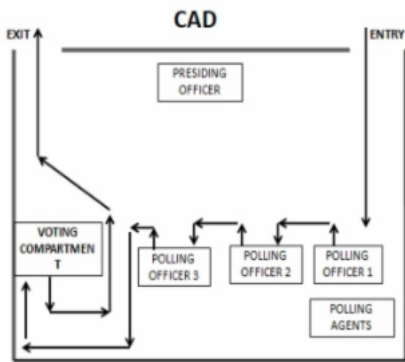 CAD
EXIT
ENTRY
PRESIDING
OFFICER
VOTING
COMPARTMEN
T
POLLING
OFFICER 3
POLLING
OFFICER 2
POLLING
OFFICER 1
POLLING
AGENTS